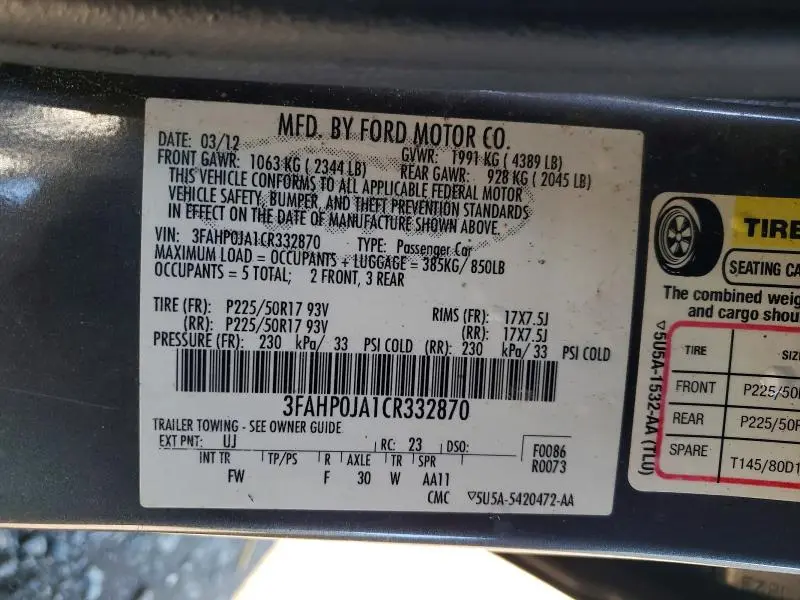 MFD. BY FORD MOTOR CO.
DATE: 03/12 GVWR: 1991 KG ( 4389 LB)
FRONT GAWR: 1063 KG ( 2344 LB) REAR GAWR: 928 KG ( 2045 LB)
THIS VEHICLE CONFORMS TO ALL APPLICABLE FEDERAL MOTOR
VEHICLE SAFETY, BUMPER, AND THEFT PREVENTION STANDARDS
IN EFFECT ON THE DATE OF MANUFACTURE SHOWN ABOVE.
VIN: 3FAHP0JA1CR332870 TYPE: Passenger Car
MAXIMUM LOAD = OCCUPANTS + LUGGAGE = 385KG/ 850LB
OCCUPANTS = 5 TOTAL; 2 FRONT, 3 REAR
TIRE (FR): P225/50R17 93V RIMS (FR): 17X7.5J
(RR): P225/50R17 93V (RR): 17X7.5J
PRESSURE (FR): 230 kPa/ 33 PSI COLD (RR): 230 kPa/ 33 PSI COLD
3FAHP0JA1CR332870
TRAILER TOWING - SEE OWNER GUIDE
EXT PNT: UJ RC: 23 DSO: F0086
R0073
INT TR TP/PS R AXLE TR SPR
FW F 30 W AA11
CMC ▽5U5A-5420472-AA
TIRE
SEATING
The combined
and cargo
▽5U5A-1532-AA (TLU)
TIRE
FRONT P225/50
REAR P225/50
SPARE T145/80D